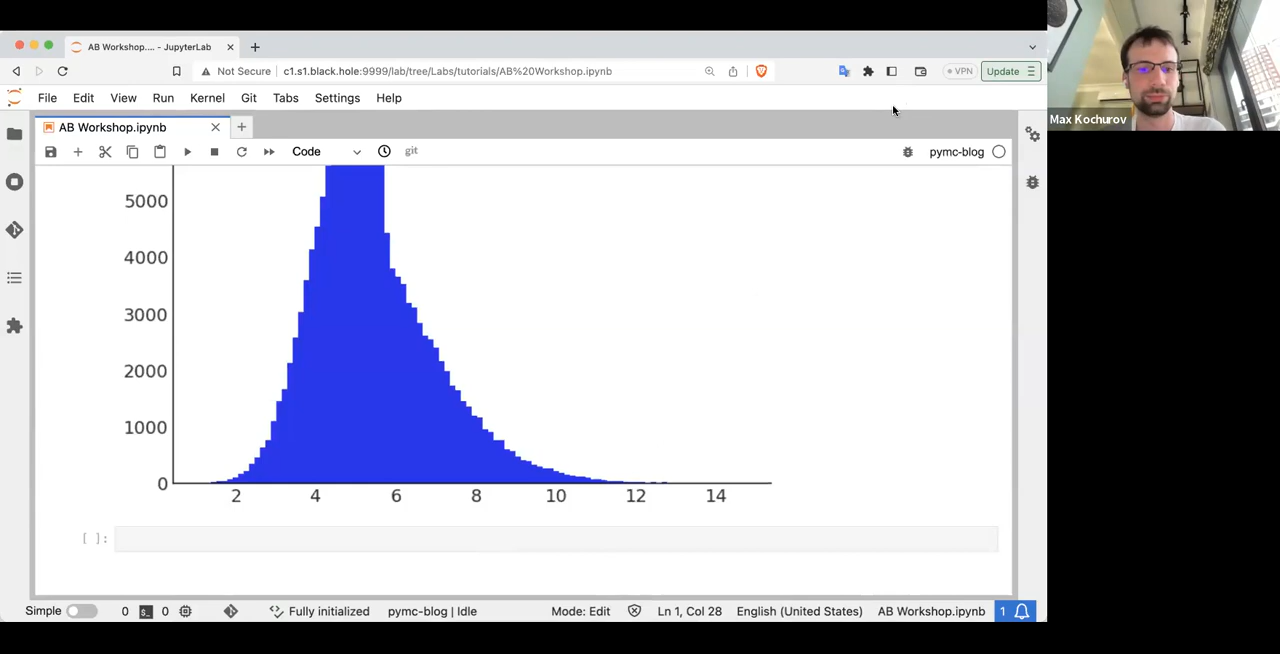 AB Workshop.... - JupyterLab
Not Secure c1.s1.black.hole:9999/lab/tree/Labs/tutorials/AB%20Workshop.ipynb
VPN
Update
File Edit View Run Kernel Git Tabs Settings Help
Max Kochurov
AB Workshop.ipynb
Code git pymc-blog
5000
4000
3000
2000
1000
0
2 4 6 8 10 12 14
[ ]:
Simple 0 $_ 0 Fully initialized pymc-blog | Idle Mode: Edit Ln 1, Col 28 English (United States) AB Workshop.ipynb 1